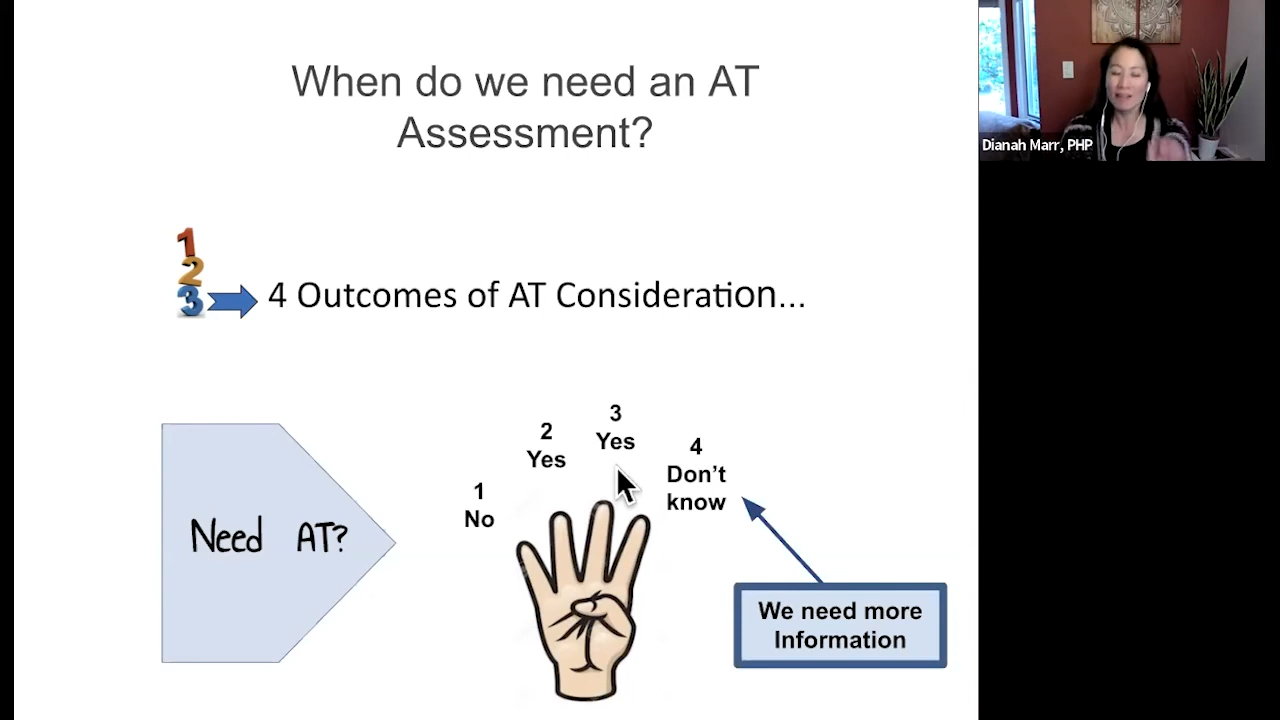 When do we need an AT
Assessment?
Dianah Marr, PHP
1
2
3
4 Outcomes of AT Consideration...
3
Yes
2
Yes
4
Don't
know
1
No
Need AT?
We need more
Information